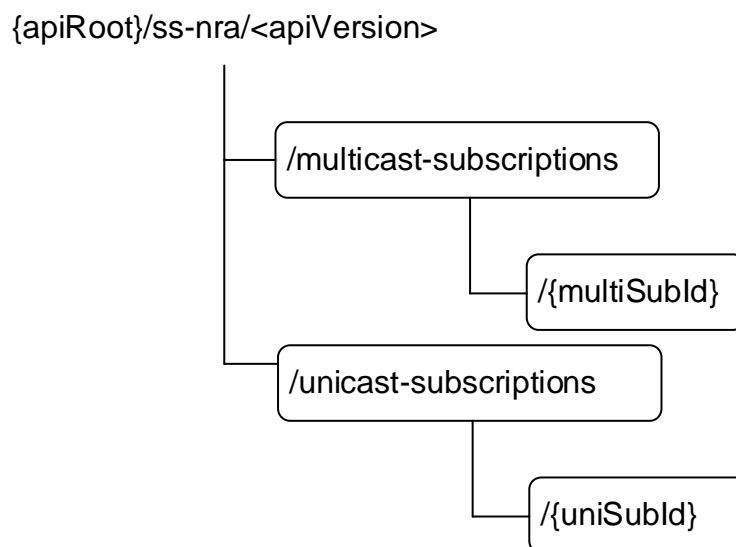 {apiRoot}/ss-nra/<apiVersion>
/multicast-subscriptions
/{multiSubId}
/unicast-subscriptions
/{uniSubId}